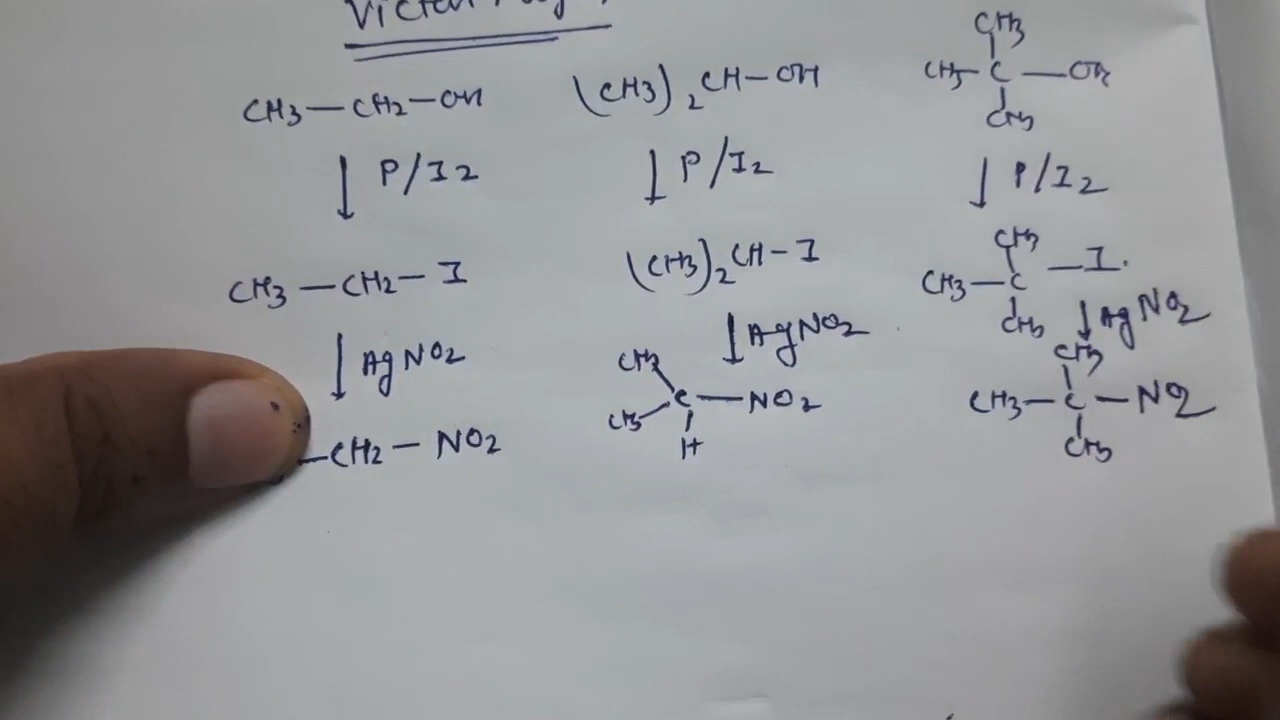 Victor
CH3—CH2—OH (CH3)2CH—OH CH3
CH3—C—OH
CH3
↓ P/I2 ↓ P/I2 ↓ P/I2
CH3—CH2—I (CH3)2CH—I CH3
CH3—C—I.
CH3
↓ AgNO2 ↓ AgNO2 ↓ AgNO2
—CH2—NO2 CH3 CH3
CH3—C—NO2 CH3—C—NO2
H CH3